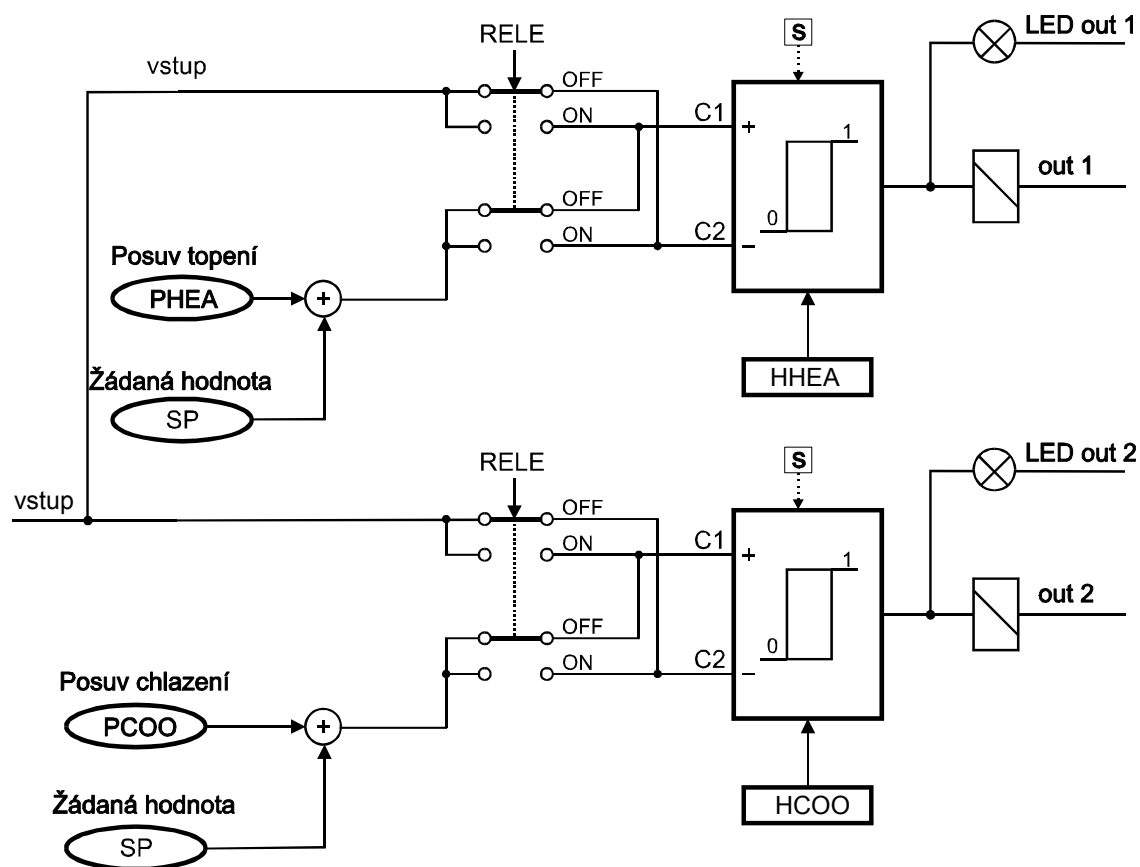 RELE
S
LED out 1
vstup
OFF
ON
C1
+
1
out 1
OFF
0
ON
C2
−
Posuv topení
PHEA
+
HHEA
Žádaná hodnota
SP
RELE
S
LED out 2
vstup
OFF
ON
C1
+
1
out 2
OFF
0
ON
C2
−
Posuv chlazení
PCOO
+
HCOO
Žádaná hodnota
SP